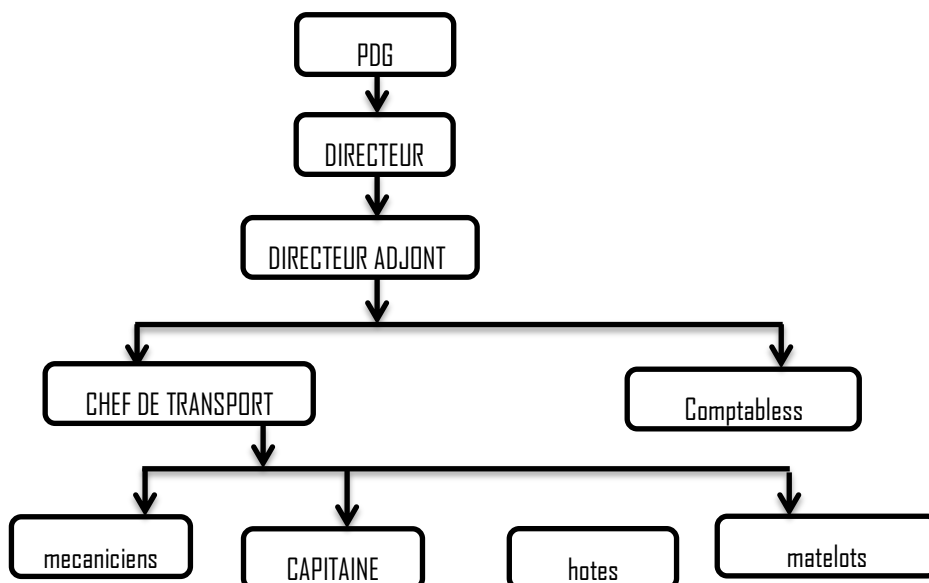 PDG
DIRECTEUR
DIRECTEUR ADJONT
CHEF DE TRANSPORT
Comptabless
mecaniciens
CAPITAINE
hotes
matelots